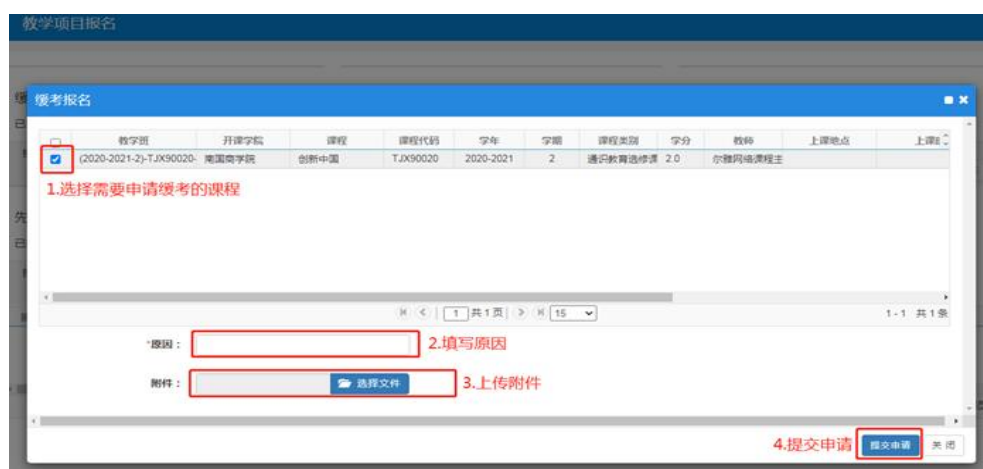 教学项目报名
缓考报名
教学班 开课学院 课程 课程代码 学年 学期 课程类别 学分 教师 上课地点
(2020-2021-2)-TJX90020- 南国商学院 创新中国 TJX90020 2020-2021 2 通识教育选修课 2.0 尔雅网络课程主
1.选择需要申请缓考的课程
1 共1页 15 1-1 共1条
*原因： 2.填写原因
附件： 选择文件 3.上传附件
4.提交申请 提交申请 关闭